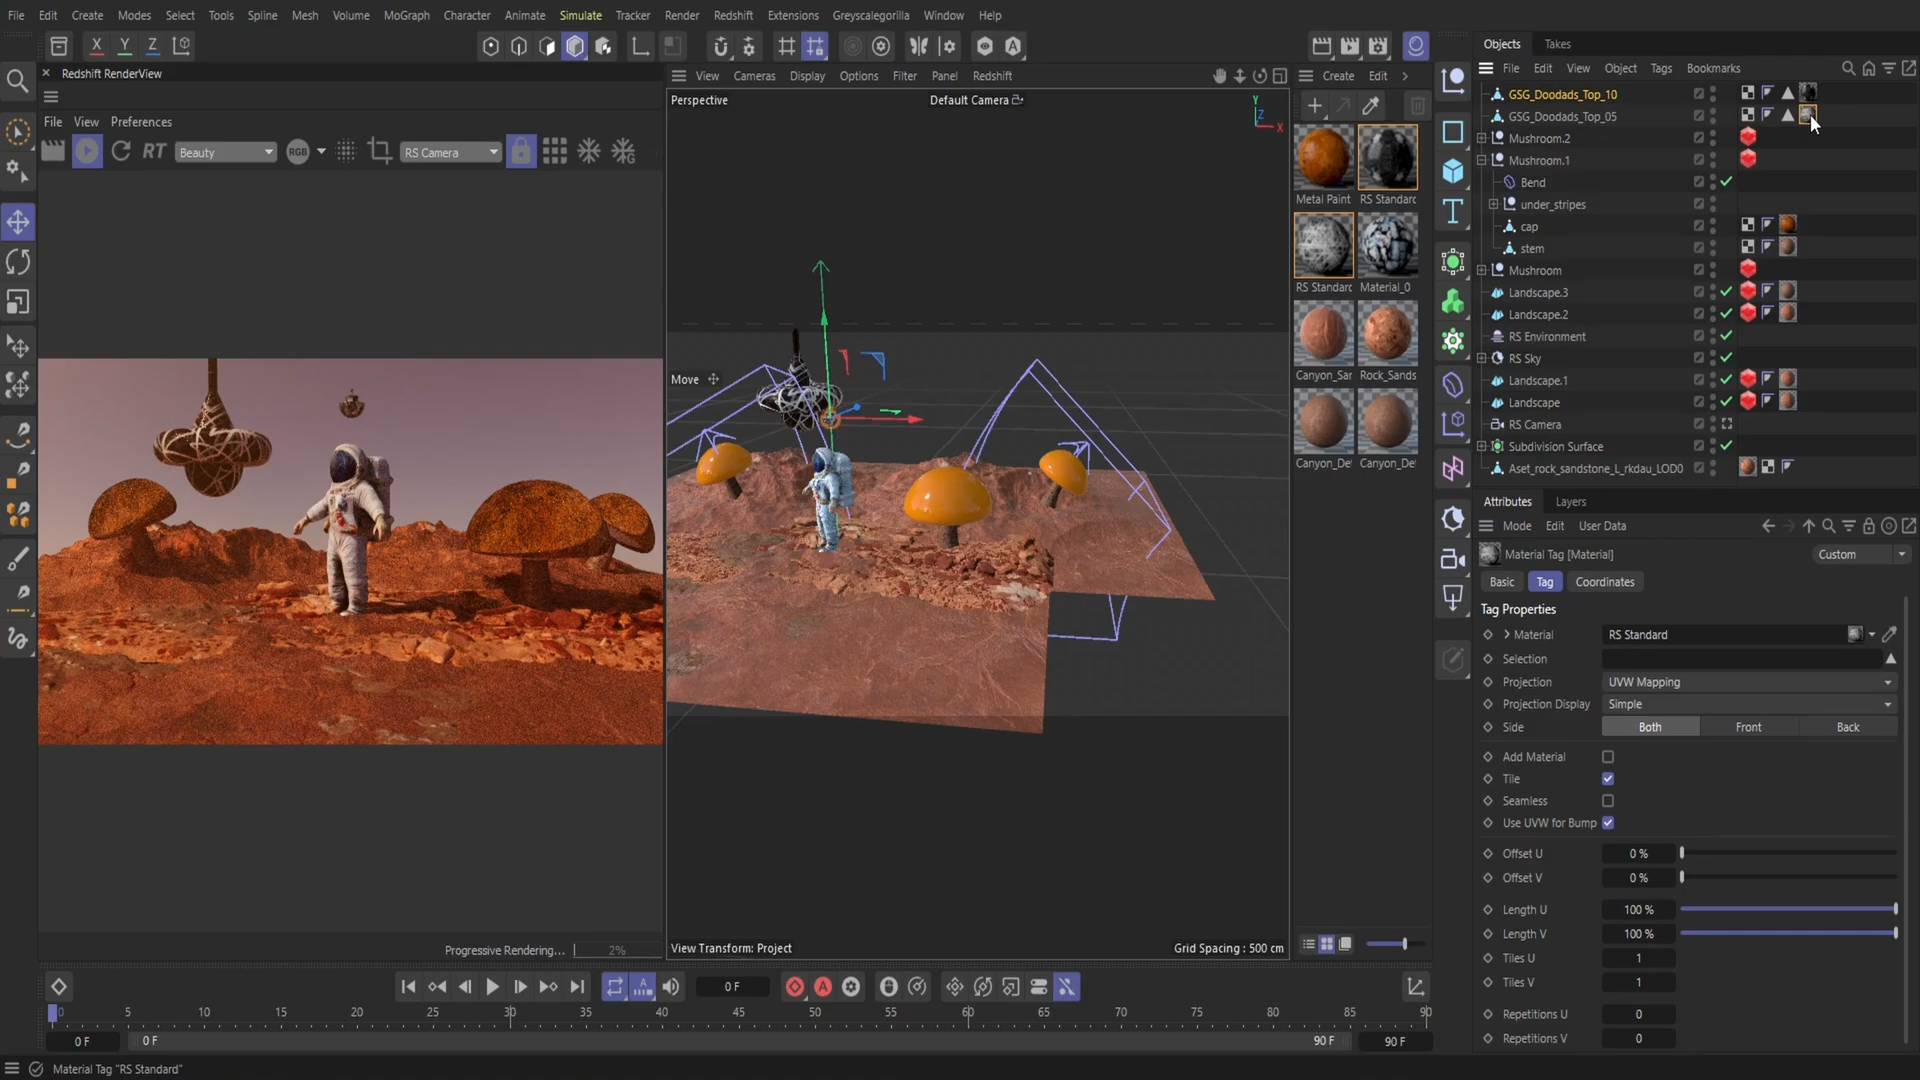 File Edit Create Modes Select Tools Spline Mesh Volume MoGraph Character Animate Simulate Tracker Render Redshift Extensions Greyscalegorilla Window Help
X Y Z
Redshift RenderView
File View Preferences
RT Beauty RGB RS Camera
Progressive Rendering... 2%
View Cameras Display Options Filter Panel Redshift
Perspective
Default Camera
Y
Z
X
Move
View Transform: Project
Grid Spacing : 500 cm
Create Edit
Metal Paint RS Standard
RS Standard Material_0
Canyon_Sar Rock_Sands
Canyon_Det Canyon_Det
Objects Takes
File Edit View Object Tags Bookmarks
GSG_Doodads_Top_10
GSG_Doodads_Top_05
Mushroom.2
Mushroom.1
Bend
under_stripes
cap
stem
Mushroom
Landscape.3
Landscape.2
RS Environment
RS Sky
Landscape.1
Landscape
RS Camera
Subdivision Surface
Aset_rock_sandstone_L_rkdau_LOD0
Attributes Layers
Mode Edit User Data
Material Tag [Material]
Custom
Basic Tag Coordinates
Tag Properties
Material RS Standard
Selection
Projection UVW Mapping
Projection Display Simple
Side Both Front Back
Add Material
Tile
Seamless
Use UVW for Bump
Offset U 0 %
Offset V 0 %
Length U 100 %
Length V 100 %
Tiles U 1
Tiles V 1
Repetitions U 0
Repetitions V 0
0 F
0 5 10 15 20 25 30 35 40 45 50 55 60 65 70 75 80 85 90
0 F 0 F 90 F 90 F
Material Tag "RS Standard"